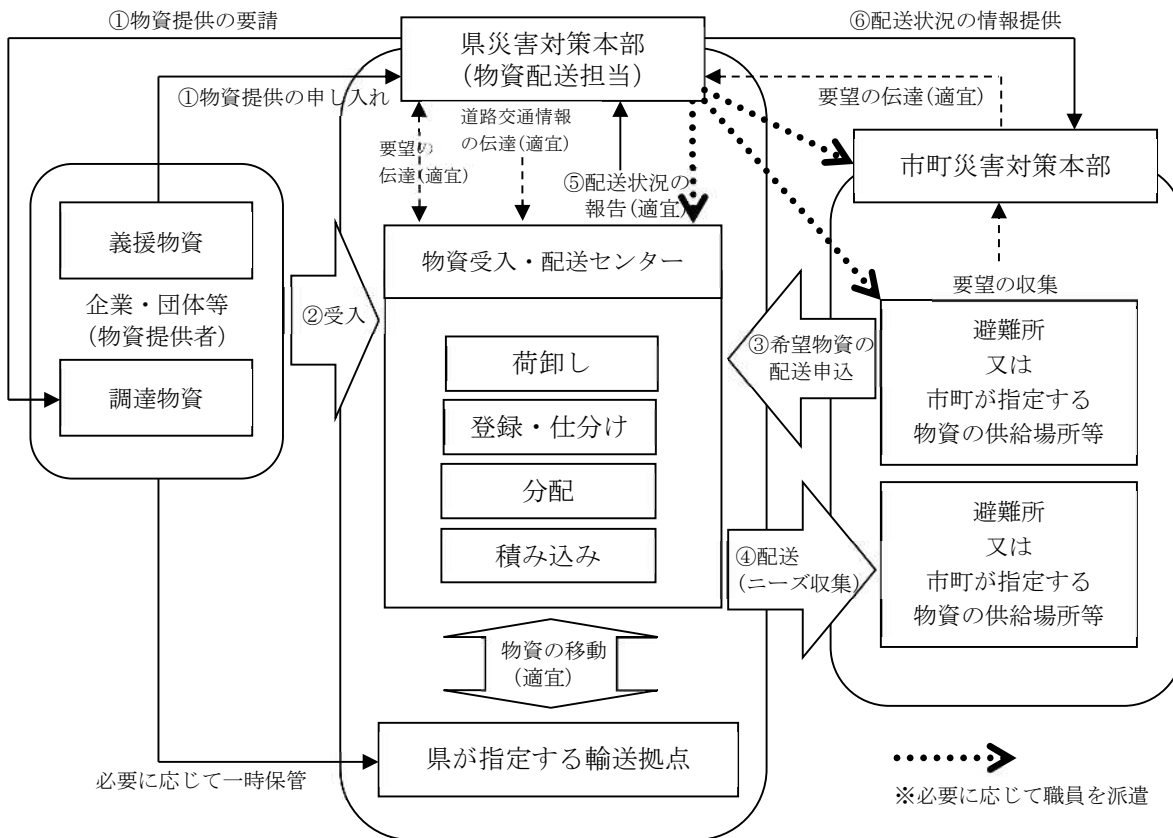 ①物資提供の要請
県災害対策本部
(物資配送担当)
⑥配送状況の情報提供
①物資提供の申し入れ
要望の
伝達(適宜)
道路交通情報
の伝達(適宜)
⑤配送状況の
報告(適宜)
要望の伝達(適宜)
市町災害対策本部
要望の収集
義援物資
企業・団体等
(物資提供者)
調達物資
②受入
物資受入・配送センター
荷卸し
登録・仕分け
分配
積み込み
③希望物資の
配送申込
④配送
(ニーズ収集)
避難所
又は
市町が指定する
物資の供給場所等
避難所
又は
市町が指定する
物資の供給場所等
物資の移動
(適宜)
県が指定する輸送拠点
必要に応じて一時保管
※必要に応じて職員を派遣